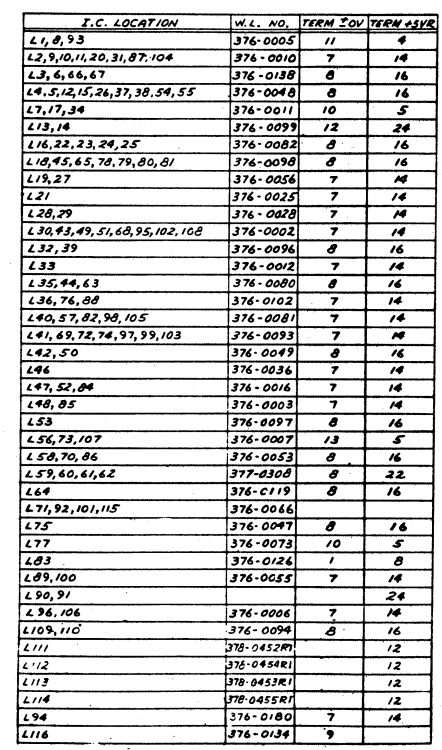 I.C. LOCATION W.L. NO. TERM ±0V TERM +5VR
L1,8,93 376-0005 11 4
L2,9,10,11,20,31,87,104 376-0010 7 14
L3,6,66,67 376-0138 8 16
L4,5,12,15,26,37,38,54,55 376-0048 8 16
L7,17,34 376-0011 10 5
L13,14 376-0099 12 24
L16,22,23,24,25 376-0082 8 16
L18,45,65,78,79,80,81 376-0098 8 16
L19,27 376-0056 7 14
L21 376-0025 7 14
L28,29 376-0028 7 14
L30,43,49,51,68,95,102,108 376-0002 7 14
L32,39 376-0096 8 16
L33 376-0012 7 14
L35,44,63 376-0080 8 16
L36,76,88 376-0102 7 14
L40,57,82,98,105 376-0081 7 14
L41,69,72,74,97,99,103 376-0093 7 14
L42,50 376-0049 8 16
L46 376-0036 7 14
L47,52,84 376-0016 7 14
L48,85 376-0003 7 14
L53 376-0097 8 16
L56,73,107 376-0007 13 5
L58,70,86 376-0053 8 16
L59,60,61,62 377-0308 8 22
L64 376-0119 8 16
L71,92,101,115 376-0066
L75 376-0047 8 16
L77 376-0073 10 5
L83 376-0126 1 8
L89,100 376-0055 7 14
L90,91 24
L96,106 376-0006 7 14
L109,110 376-0094 8 16
L111 378-0452R1 12
L112 378-0454R1 12
L113 378-0453R1 12
L114 378-0455R1 12
L94 376-0180 7 14
L116 376-0134 9